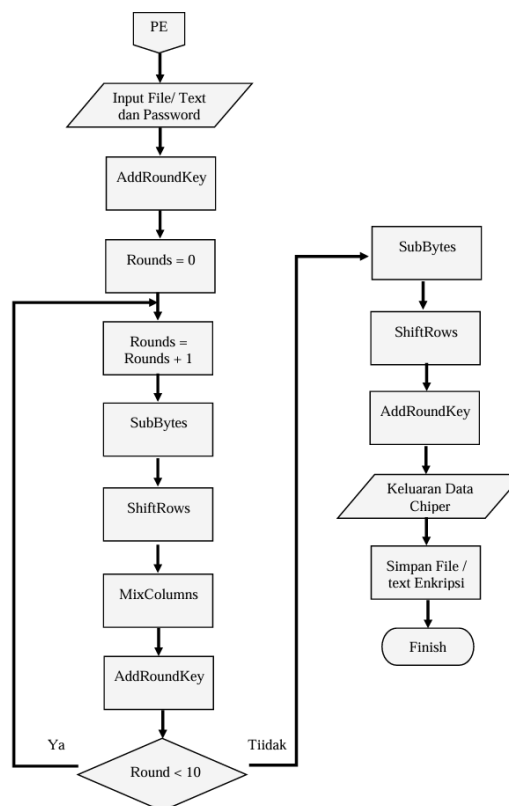 PE
Input File/ Text
dan Password
AddRoundKey
Rounds = 0
Rounds =
Rounds + 1
SubBytes
ShiftRows
MixColumns
AddRoundKey
Round < 10
Ya
Tiidak
SubBytes
ShiftRows
AddRoundKey
Keluaran Data
Chiper
Simpan File /
text Enkripsi
Finish